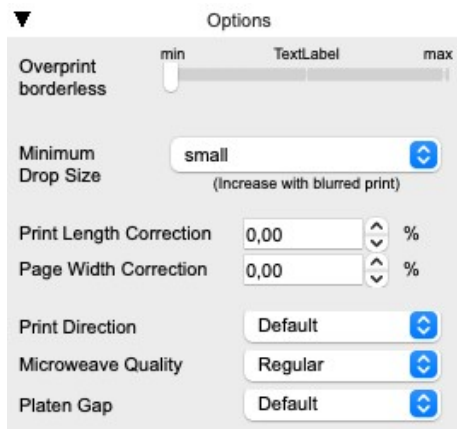 Options
min TextLabel max
Overprint
borderless
Minimum
Drop Size
small
(Increase with blurred print)
Print Length Correction 0,00 %
Page Width Correction 0,00 %
Print Direction Default
Microweave Quality Regular
Platen Gap Default